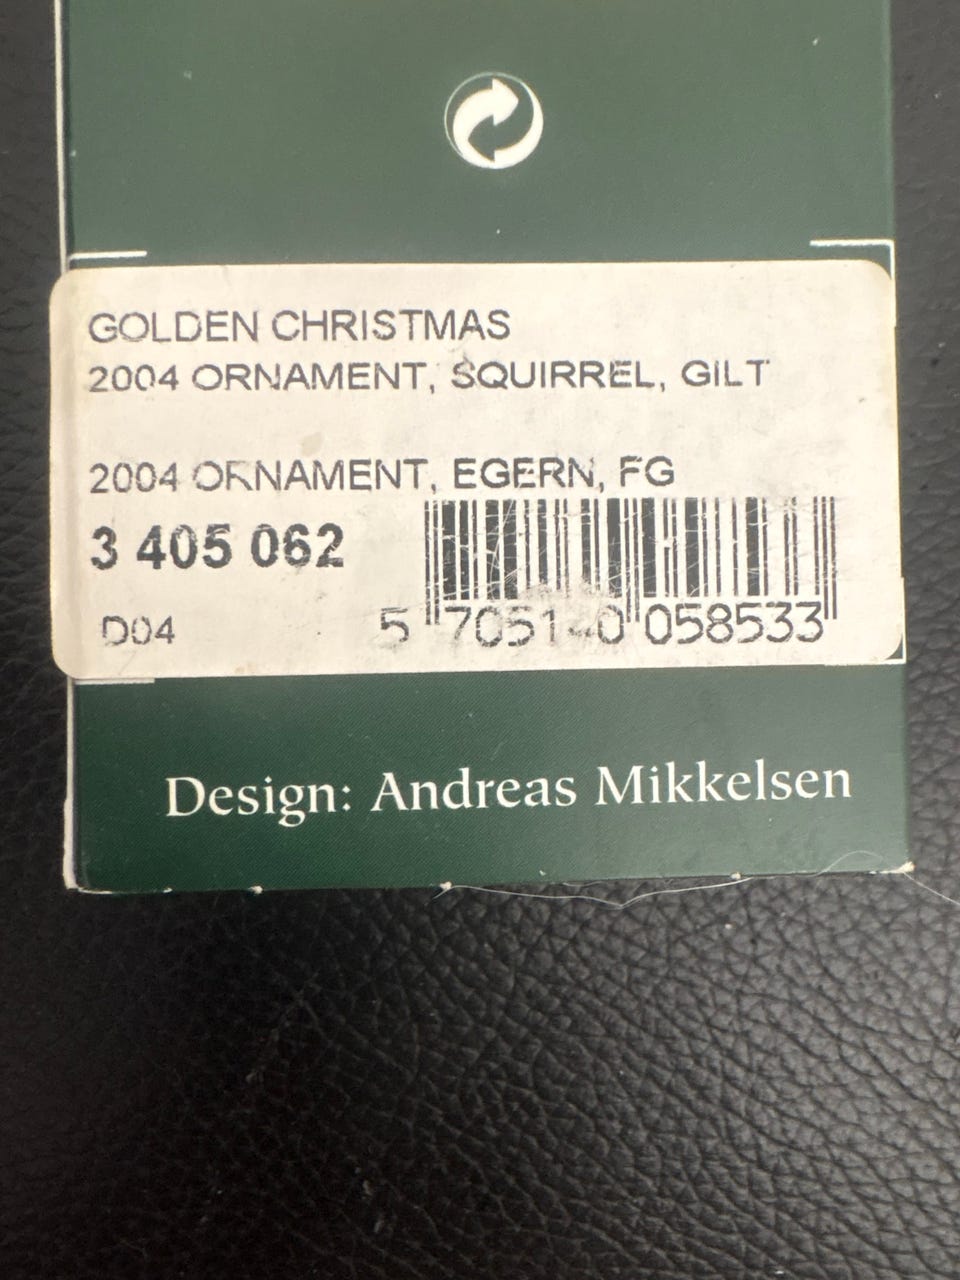 GOLDEN CHRISTMAS
2004 ORNAMENT, SQUIRREL, GILT
2004 ORNAMENT, EGERN, FG
3 405 062
D04
5 705140 058533
Design: Andreas Mikkelsen